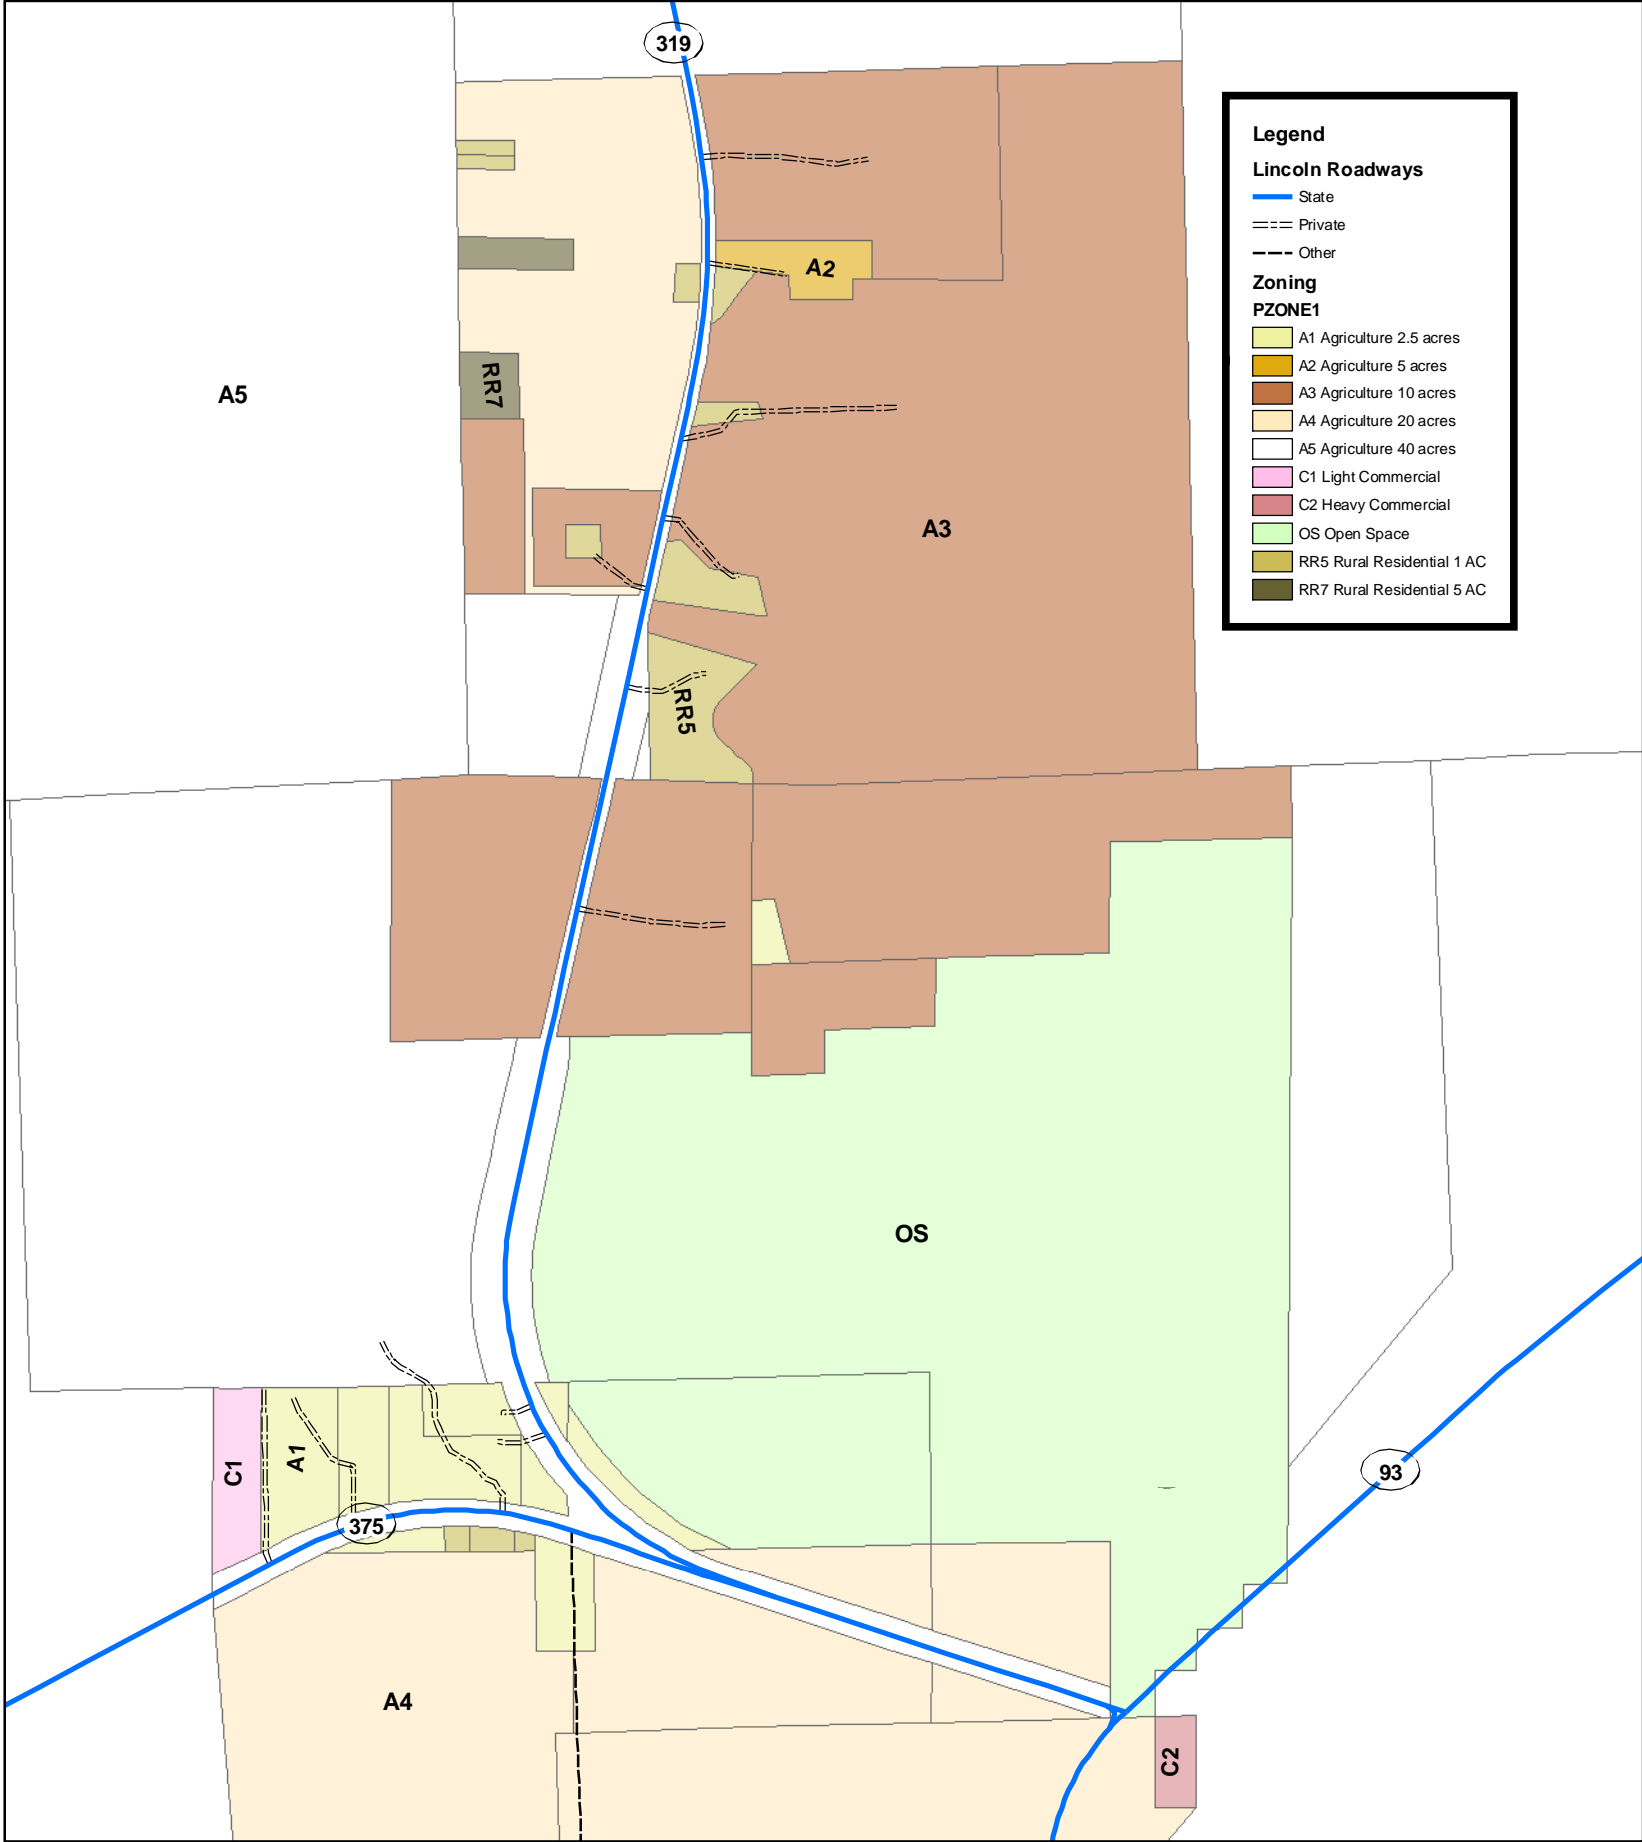 319
Legend
Lincoln Roadways
State
Private
Other
Zoning
PZONE1
A1 Agriculture 2.5 acres
A2 Agriculture 5 acres
A3 Agriculture 10 acres
A4 Agriculture 20 acres
A5 Agriculture 40 acres
C1 Light Commercial
C2 Heavy Commercial
OS Open Space
RR5 Rural Residential 1 AC
RR7 Rural Residential 5 AC
A2
A5
RR7
A3
RR5
OS
C1
A1
93
375
A4
C2